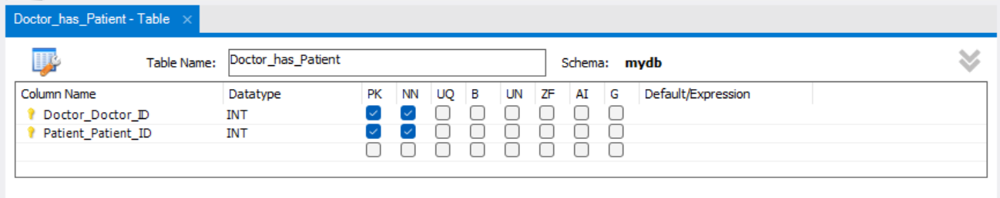 Doctor_has_Patient - Table ×
Table Name: Doctor_has_Patient Schema: mydb
Column Name Datatype PK NN UQ B UN ZF AI G Default/Expression
Doctor_Doctor_ID INT
Patient_Patient_ID INT